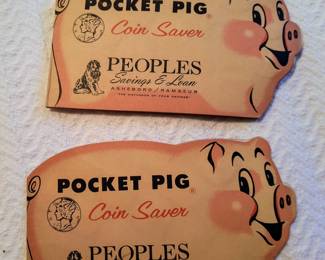 POCKET PIG
Coin Saver
PEOPLES
Savings & Loan
ASHEBORO / RAMSEUR
POCKET PIG
Coin Saver
PEOPLES